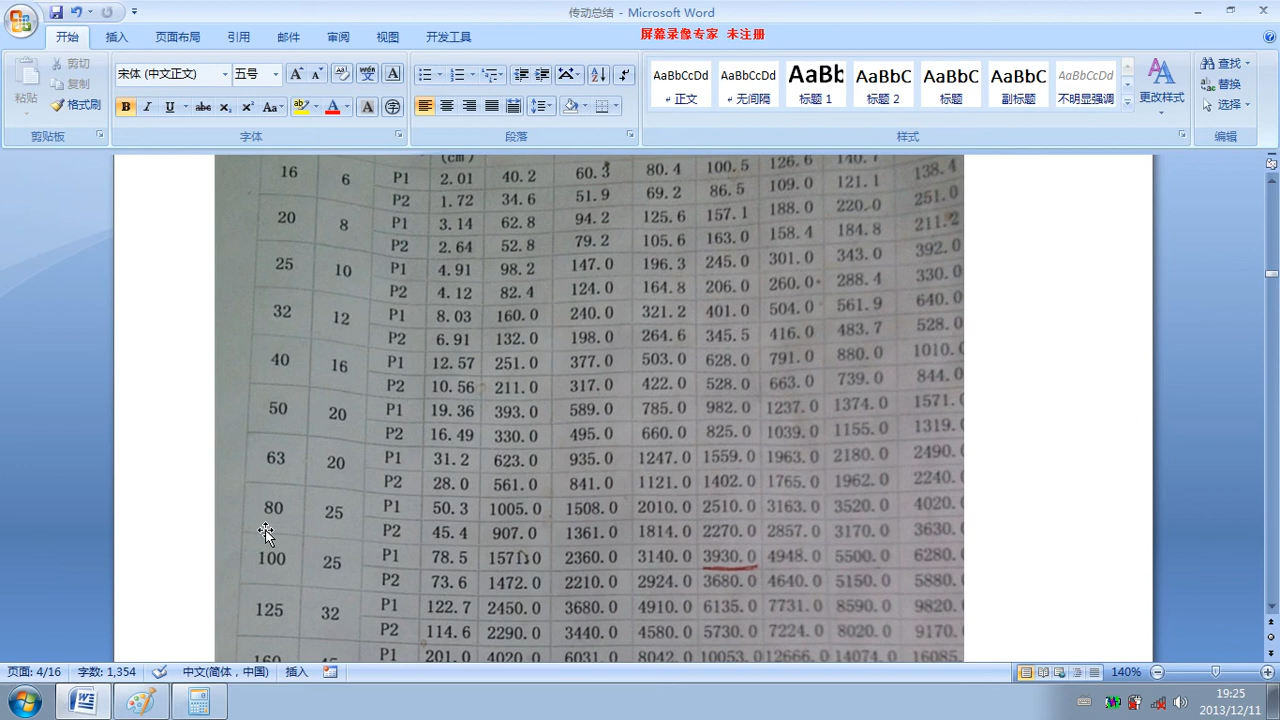 传动总结 - Microsoft Word
开始 插入 页面布局 引用 邮件 审阅 视图 开发工具
屏幕录像专家 未注册
粘贴 剪切 复制 格式刷
宋体 (中文正文) 五号
AaBbCcDd AaBbCcDd AaBb AaBbC AaBbC AaBbC AaBbCcDd
正文 无间隔 标题 1 标题 2 标题 副标题 不明显强调
更改样式
查找 替换 选择
剪贴板 字体 段落 样式 编辑
(cm)
16 6 P1 2.01 40.2 60.3 80.4 100.5 126.6 140.7 138.4
P2 1.72 34.6 51.9 69.2 86.5 109.0 121.1 251.0
20 8 P1 3.14 62.8 94.2 125.6 157.1 188.0 220.0 211.2
P2 2.64 52.8 79.2 105.6 163.0 158.4 184.8 392.0
25 10 P1 4.91 98.2 147.0 196.3 245.0 301.0 343.0 330.0
P2 4.12 82.4 124.0 164.8 206.0 260.0 288.4 640.0
32 12 P1 8.03 160.0 240.0 321.2 401.0 504.0 561.9 528.0
P2 6.91 132.0 198.0 264.6 345.5 416.0 483.7 1010.
40 16 P1 12.57 251.0 377.0 503.0 628.0 791.0 880.0 844.0
P2 10.56 211.0 317.0 422.0 528.0 663.0 739.0
50 20 P1 19.36 393.0 589.0 785.0 982.0 1237.0 1374.0 1571.
P2 16.49 330.0 495.0 660.0 825.0 1039.0 1155.0 1319.
63 20 P1 31.2 623.0 935.0 1247.0 1559.0 1963.0 2180.0 2490.
P2 28.0 561.0 841.0 1121.0 1402.0 1765.0 1962.0 2240.
80 25 P1 50.3 1005.0 1508.0 2010.0 2510.0 3163.0 3520.0 4020.
P2 45.4 907.0 1361.0 1814.0 2270.0 2857.0 3170.0 3630.
100 25 P1 78.5 1571.0 2360.0 3140.0 3930.0 4948.0 5500.0 6280.
P2 73.6 1472.0 2210.0 2924.0 3680.0 4640.0 5150.0 5880.
125 32 P1 122.7 2450.0 3680.0 4910.0 6135.0 7731.0 8590.0 9820.
P2 114.6 2290.0 3440.0 4580.0 5730.0 7224.0 8020.0 9170.
160 P1 201.0 4020.0 6031.0 8042.0 10053.0 12666.0 14074.0 16085.
页面: 4/16 字数: 1,354 中文(简体，中国) 插入 140%
19:25
2013/12/11